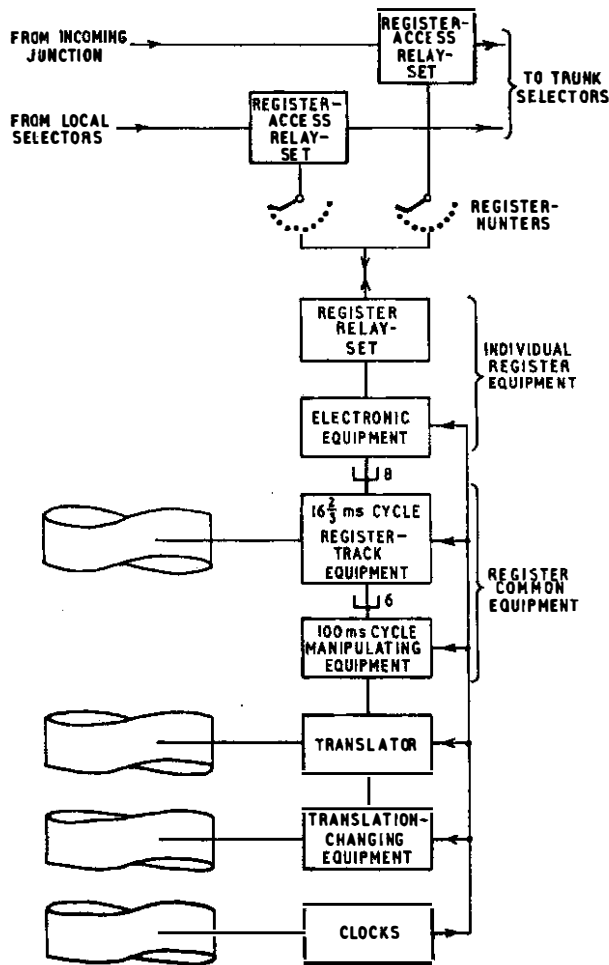 REGISTER-
ACCESS
RELAY-
SET
FROM INCOMING
JUNCTION
TO TRUNK
SELECTORS
REGISTER-
ACCESS
RELAY-
SET
FROM LOCAL
SELECTORS
REGISTER-
HUNTERS
REGISTER
RELAY-
SET
INDIVIDUAL
REGISTER
EQUIPMENT
ELECTRONIC
EQUIPMENT
8
16 2/3 ms CYCLE
REGISTER-
TRACK
EQUIPMENT
REGISTER
COMMON
EQUIPMENT
6
100 ms CYCLE
MANIPULATING
EQUIPMENT
TRANSLATOR
TRANSLATION-
CHANGING
EQUIPMENT
CLOCKS